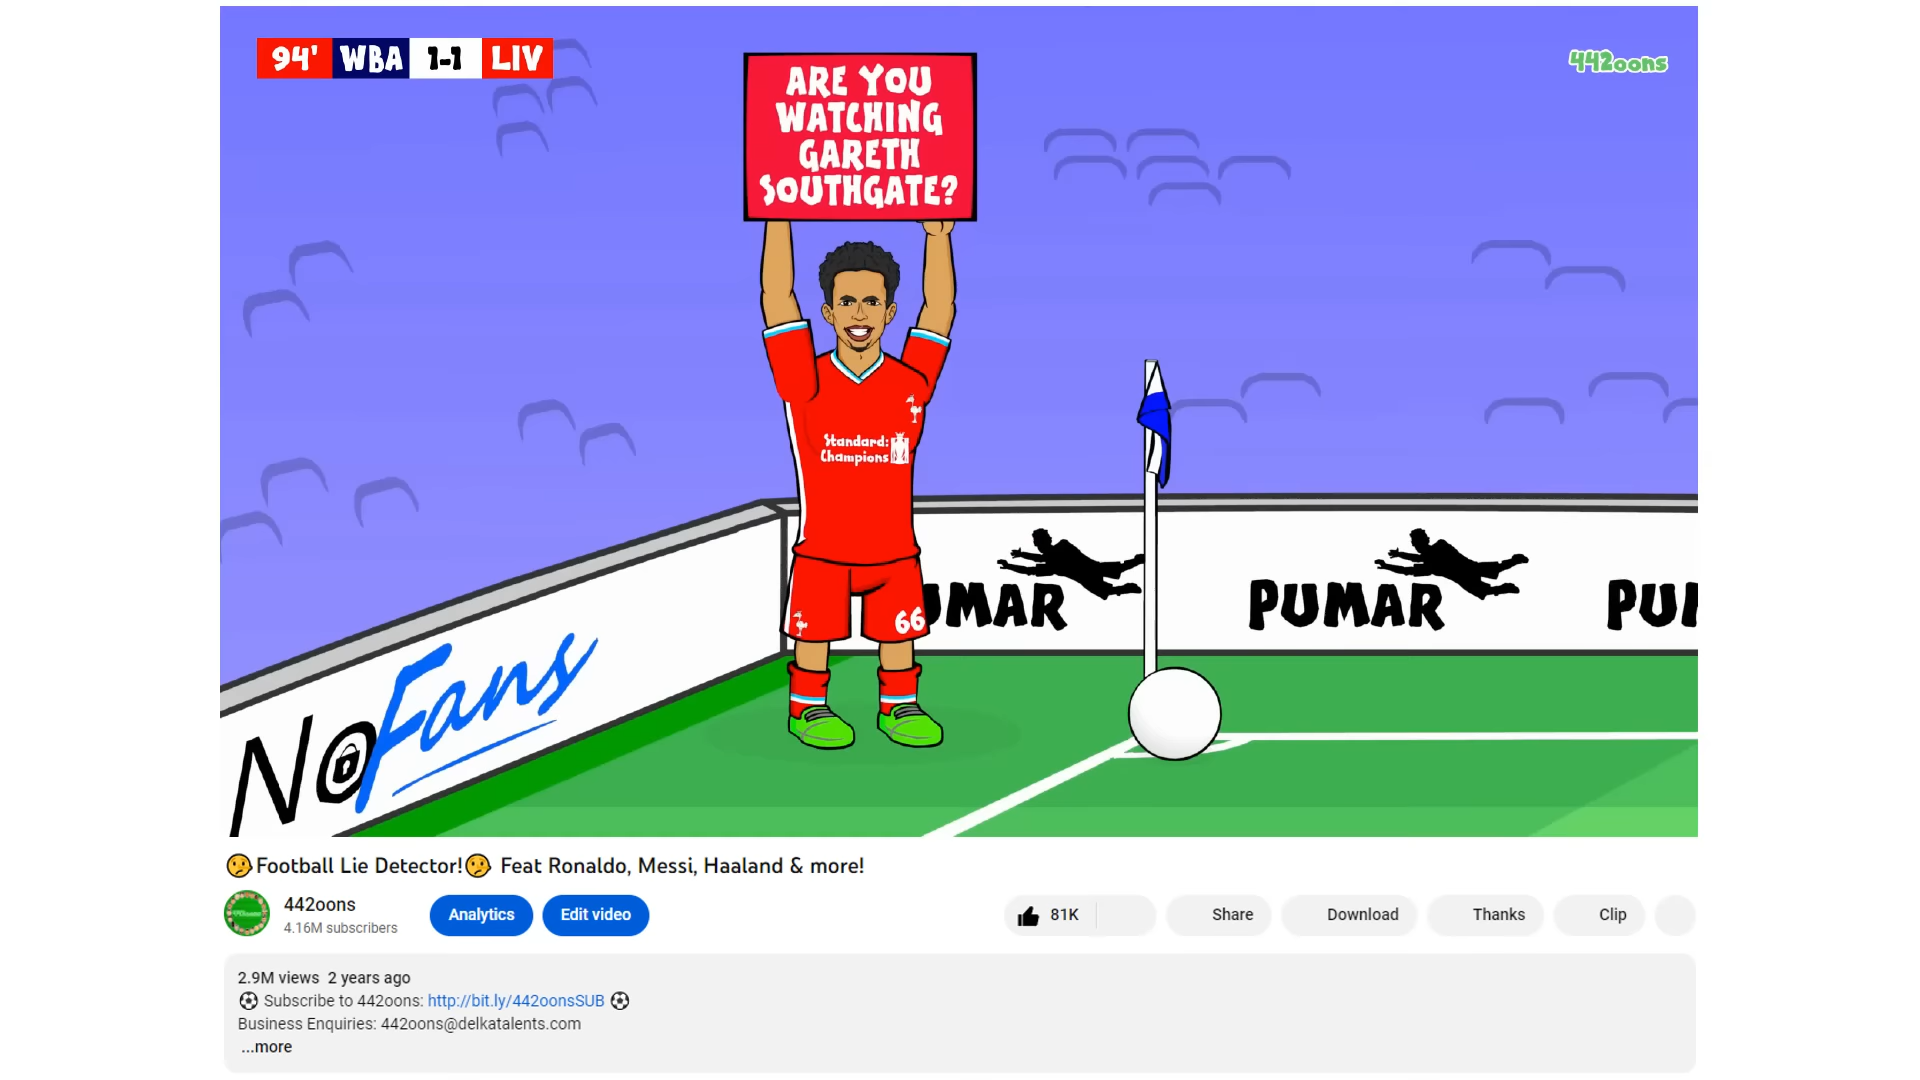 94' WBA 1-1 LIV
442oons
ARE YOU
WATCHING
GARETH
SOUTHGATE?
Standard:
Champions
66
UMAR PUMAR PU
NoFans
🤥Football Lie Detector!🤥 Feat Ronaldo, Messi, Haaland & more!
442oons
4.16M subscribers
Analytics
Edit video
81K
Share
Download
Thanks
Clip
2.9M views 2 years ago
⚽ Subscribe to 442oons: http://bit.ly/442oonsSUB ⚽
Business Enquiries: 442oons@delkatalents.com
...more